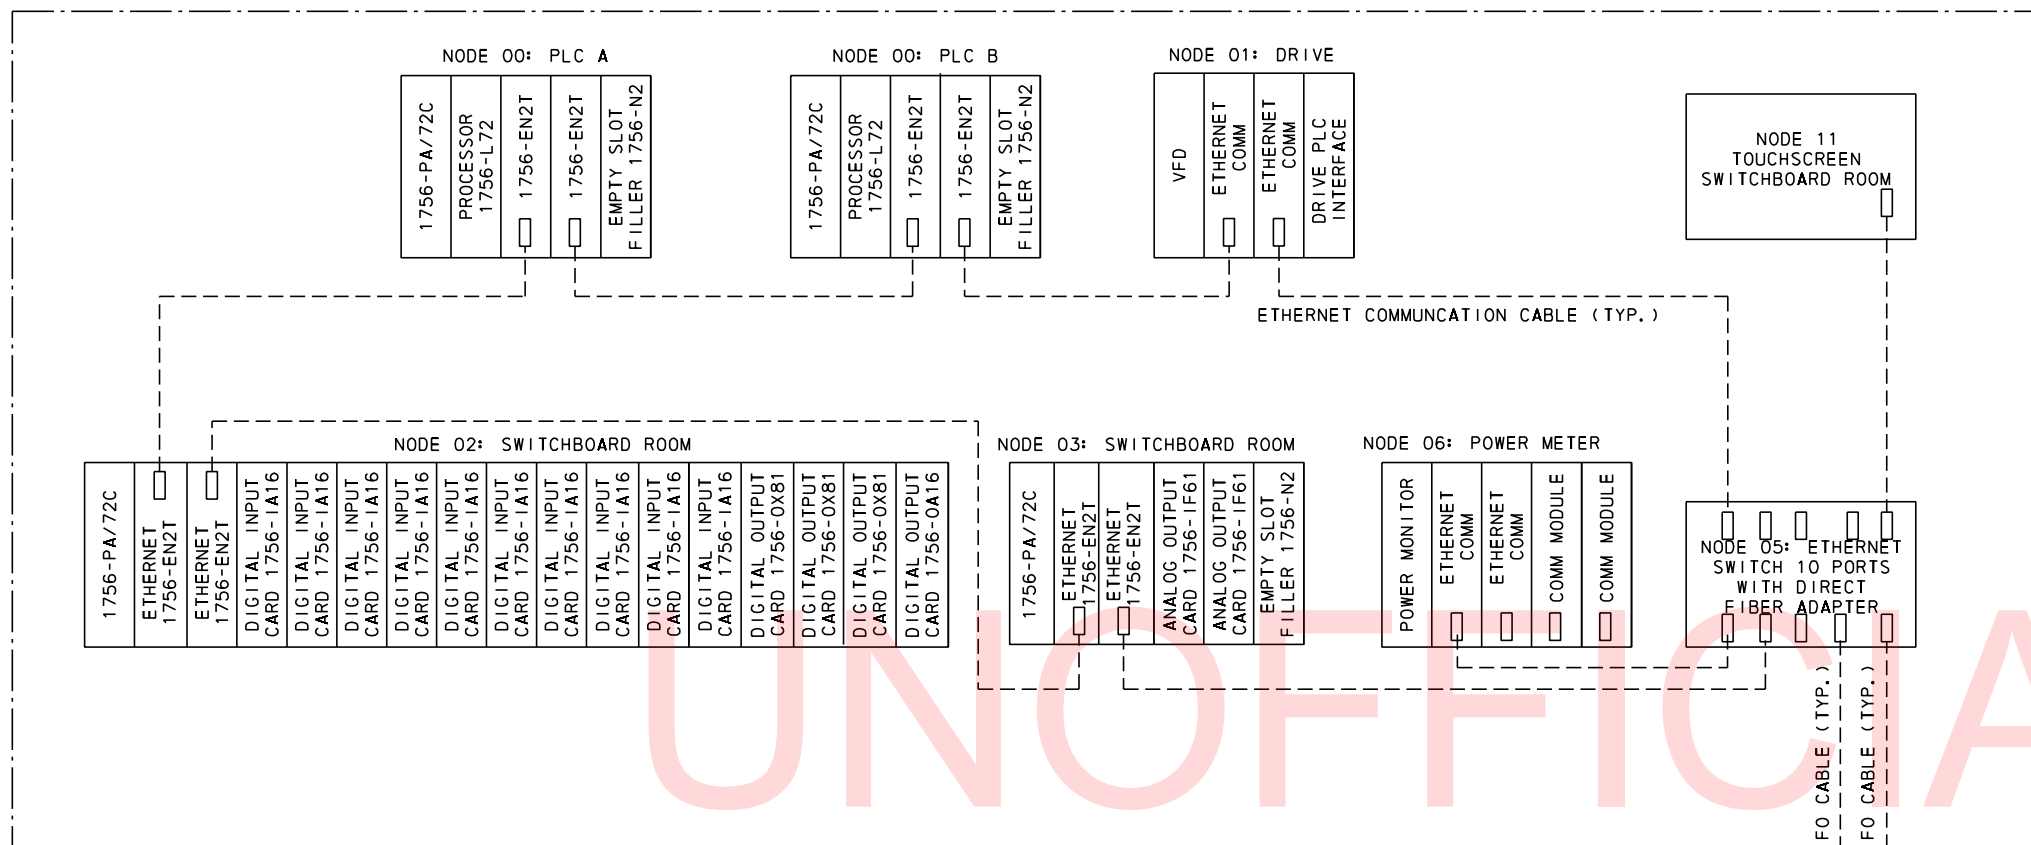 NODE 00: PLC A
1756-PA/72C
PROCESSOR
1756-L72
1756-EN2T
1756-EN2T
EMPTY SLOT
FILLER 1756-N2
NODE 00: PLC B
1756-PA/72C
PROCESSOR
1756-L72
1756-EN2T
1756-EN2T
EMPTY SLOT
FILLER 1756-N2
NODE 01: DRIVE
VFD
ETHERNET
COMM
ETHERNET
COMM
DRIVE PLC
INTERFACE
NODE 11
TOUCHSCREEN
SWITCHBOARD ROOM
ETHERNET COMMUNCATION CABLE (TYP.)
NODE 02: SWITCHBOARD ROOM
1756-PA/72C
ETHERNET
1756-EN2T
ETHERNET
1756-EN2T
DIGITAL INPUT
CARD 1756-IA16
DIGITAL INPUT
CARD 1756-IA16
DIGITAL INPUT
CARD 1756-IA16
DIGITAL INPUT
CARD 1756-IA16
DIGITAL INPUT
CARD 1756-IA16
DIGITAL INPUT
CARD 1756-IA16
DIGITAL INPUT
CARD 1756-IA16
DIGITAL INPUT
CARD 1756-IA16
DIGITAL INPUT
CARD 1756-IA16
DIGITAL INPUT
CARD 1756-IA16
DIGITAL OUTPUT
CARD 1756-OX81
DIGITAL OUTPUT
CARD 1756-OX81
DIGITAL OUTPUT
CARD 1756-OX81
DIGITAL OUTPUT
CARD 1756-OA16
NODE 03: SWITCHBOARD ROOM
1756-PA/72C
ETHERNET
1756-EN2T
ETHERNET
1756-EN2T
ANALOG OUTPUT
CARD 1756-IF61
ANALOG OUTPUT
CARD 1756-IF61
EMPTY SLOT
FILLER 1756-N2
NODE 06: POWER METER
POWER MONITOR
ETHERNET
COMM
ETHERNET
COMM
COMM MODULE
COMM MODULE
NODE 05: ETHERNET
SWITCH 10 PORTS
WITH DIRECT
FIBER ADAPTER
FO CABLE (TYP.)
FO CABLE (TYP.)
UNOFFICIA